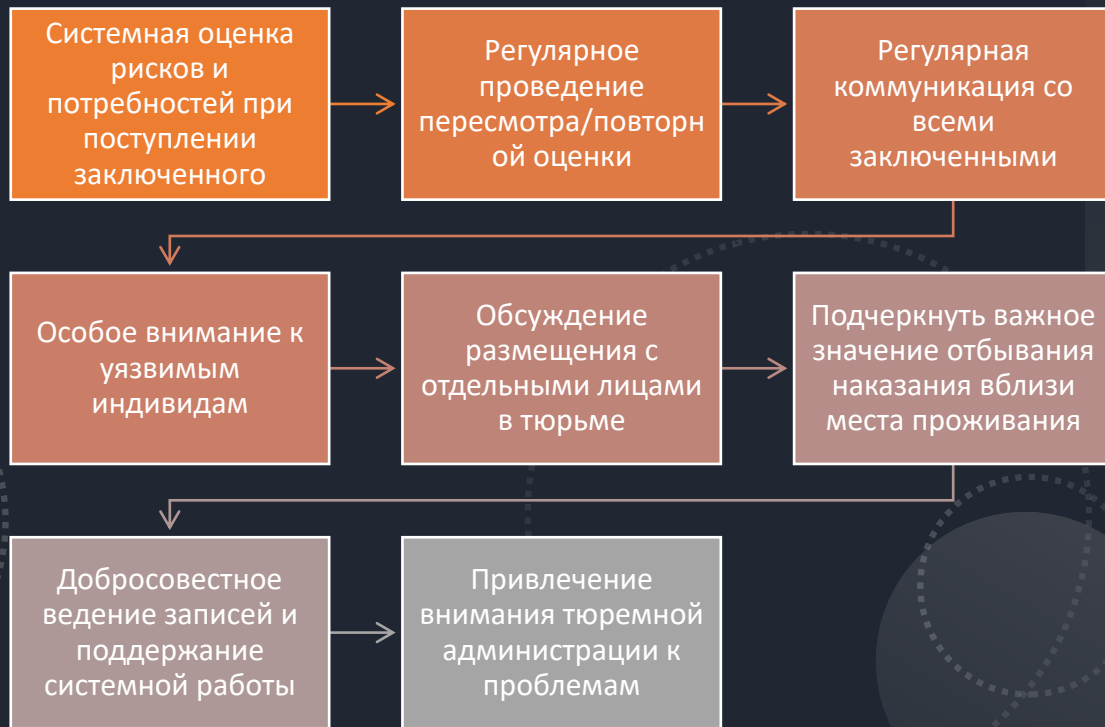 Системная оценка
рисков и
потребностей при
поступлении
заключенного
Регулярное
проведение
пересмотра/повторн
ой оценки
Регулярная
коммуникация со
всеми
заключенными
Особое внимание к
уязвимым
индивидам
Обсуждение
размещения с
отдельными лицами
в тюрьме
Подчеркнуть важное
значение отбывания
наказания вблизи
места проживания
Добросовестное
ведение записей и
поддержание
системной работы
Привлечение
внимания тюремной
администрации к
проблемам